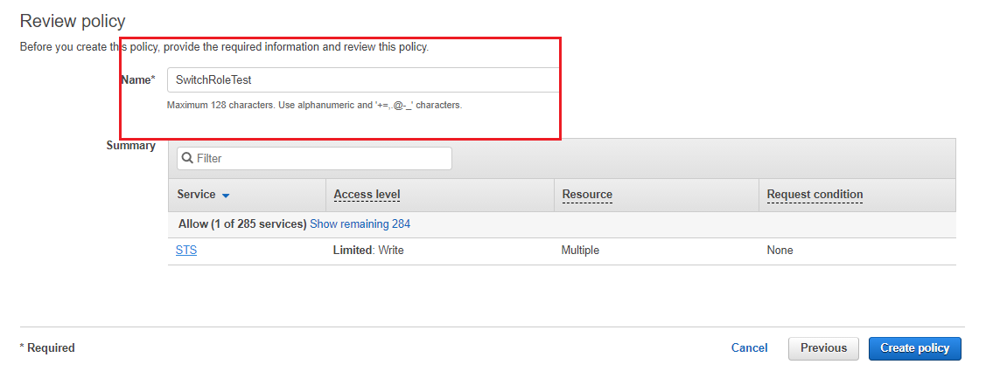 Review policy
Before you create this policy, provide the required information and review this policy.
Name* SwitchRoleTest
Maximum 128 characters. Use alphanumeric and '+=,.@-_' characters.
Summary
Filter
Service Access level Resource Request condition
Allow (1 of 285 services) Show remaining 284
STS Limited: Write Multiple None
* Required Cancel Previous Create policy